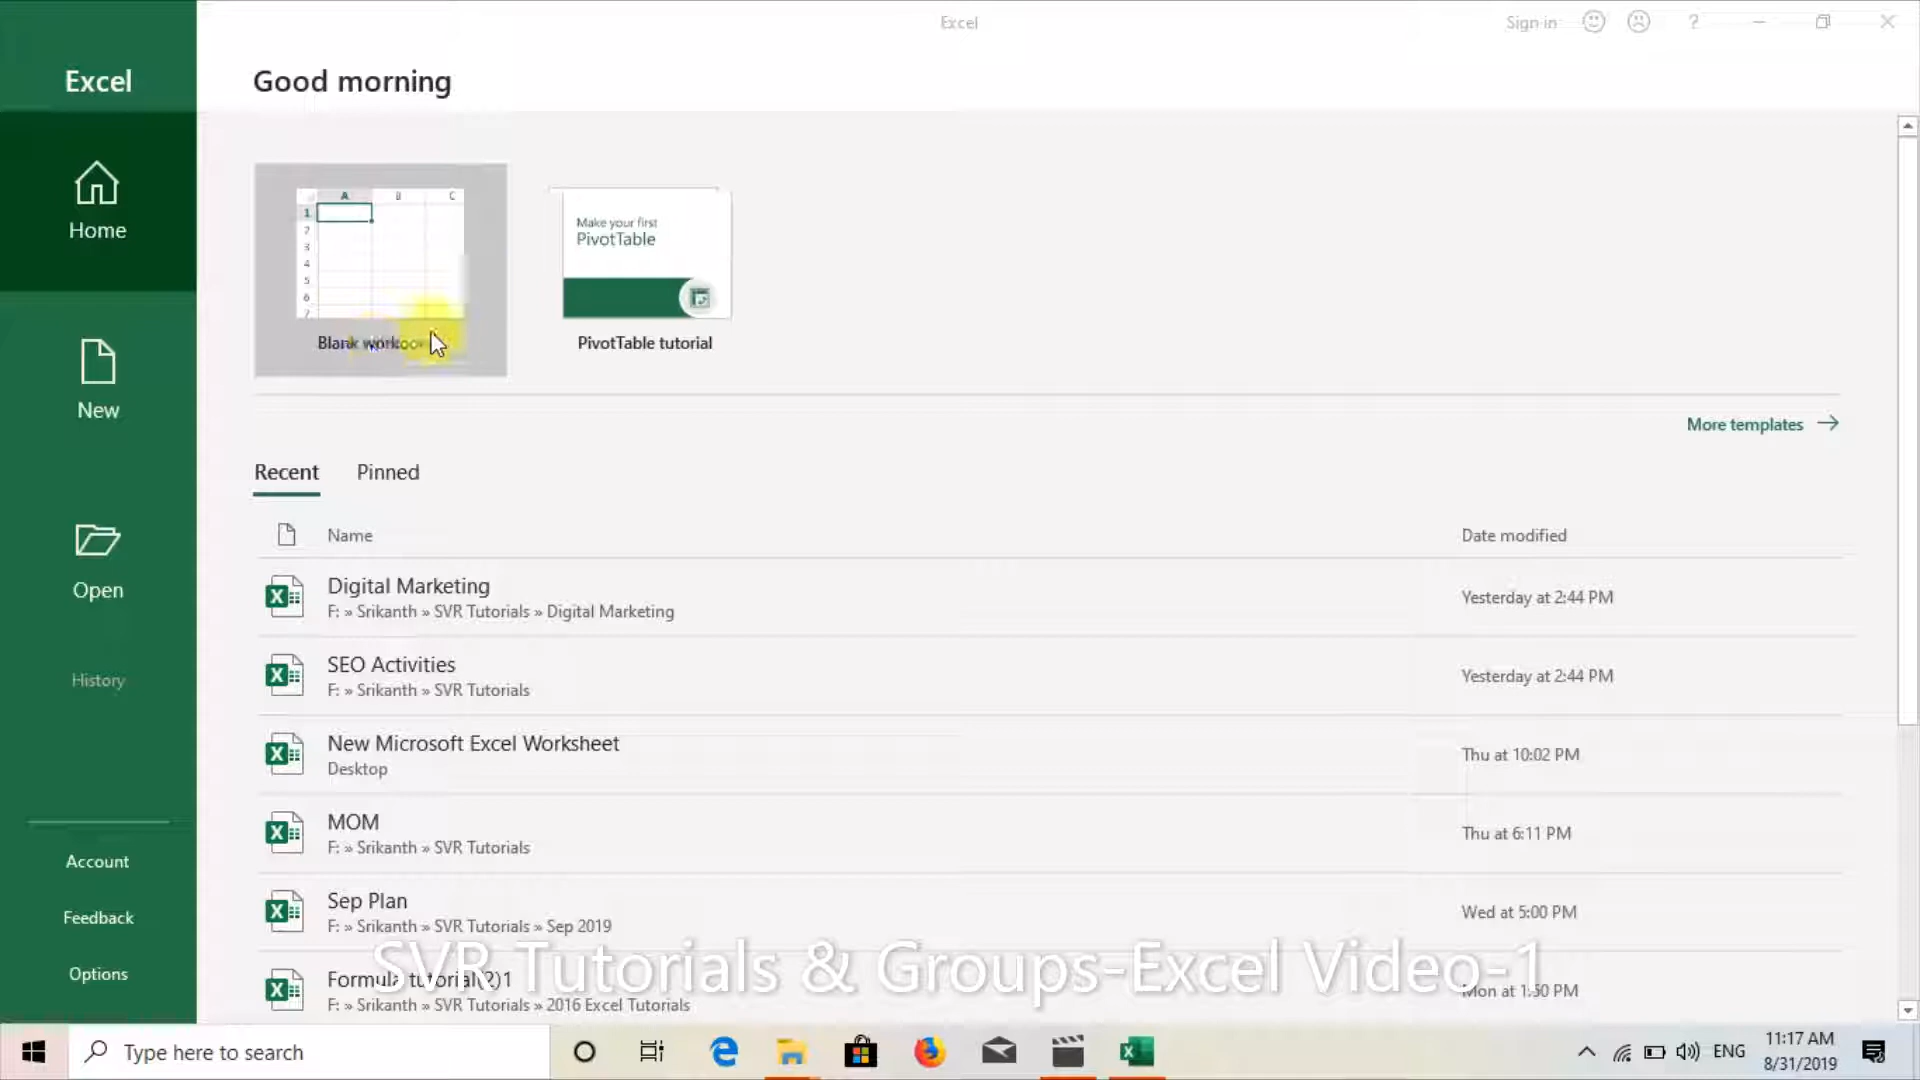 Excel
Sign in
?
Excel
Good morning
Home
A B C
1
2
3
4
5
6
7
Blank workbook
Make your first
PivotTable
PivotTable tutorial
New
More templates
Recent Pinned
Name Date modified
Open
Digital Marketing
F: » Srikanth » SVR Tutorials » Digital Marketing
Yesterday at 2:44 PM
History
SEO Activities
F: » Srikanth » SVR Tutorials
Yesterday at 2:44 PM
New Microsoft Excel Worksheet
Desktop
Thu at 10:02 PM
MOM
F: » Srikanth » SVR Tutorials
Thu at 6:11 PM
Account
Feedback
Options
Sep Plan
F: » Srikanth » SVR Tutorials » Sep 2019
Wed at 5:00 PM
SVR Tutorials & Groups-Excel Video-1
Formula tutorial(2)1
F: » Srikanth » SVR Tutorials » 2016 Excel Tutorials
Mon at 1:50 PM
Type here to search
ENG
11:17 AM
8/31/2019